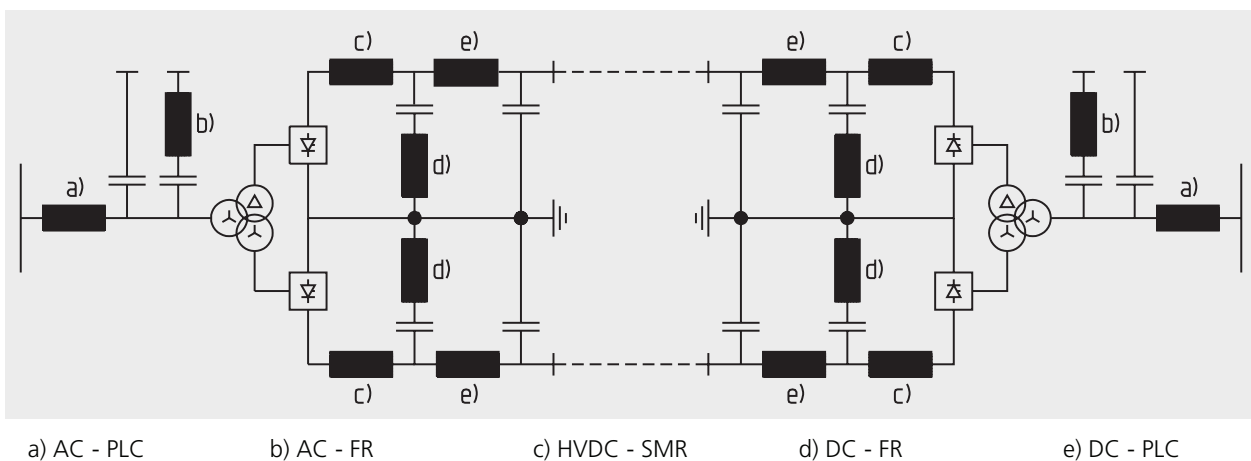 c) e) e) c)
b) b)
a) d) d) a)
d) d)
c) e) e) c)
a) AC - PLC b) AC - FR c) HVDC - SMR d) DC - FR e) DC - PLC